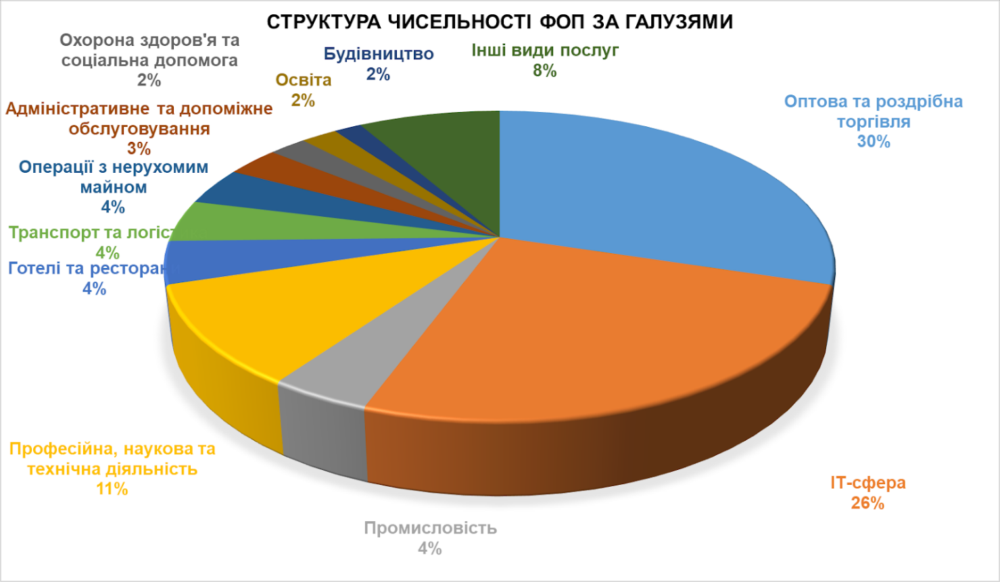 СТРУКТУРА ЧИСЕЛЬНОСТІ ФОП ЗА ГАЛУЗЯМИ
Охорона здоров'я та
соціальна допомога
2%
Освіта
2%
Будівництво
2%
Інші види послуг
8%
Оптова та роздрібна
торгівля
30%
Адміністративне та допоміжне
обслуговування
3%
Операції з нерухомим
майном
4%
Транспорт та
4%
Готелі та
4%
Професійна, наукова та
технічна діяльність
11%
Промисловість
4%
ІТ-сфера
26%